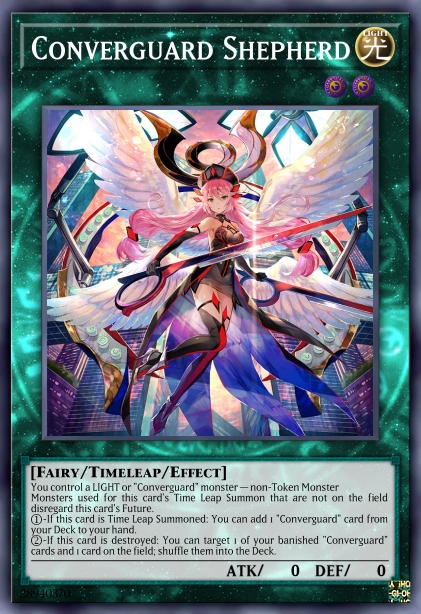 Converguard Shepherd
LIGHT
光
[Fairy/Timeleap/Effect]
You control a LIGHT or "Converguard" monster — non-Token Monster
Monsters used for this card's Time Leap Summon that are not on the field
disregard this card's Future.
①-If this card is Time Leap Summoned: You can add 1 "Converguard" card from
your Deck to your hand.
②-If this card is destroyed: You can target 1 of your banished "Converguard"
cards and 1 card on the field; shuffle them into the Deck.
ATK/ 0 DEF/ 0